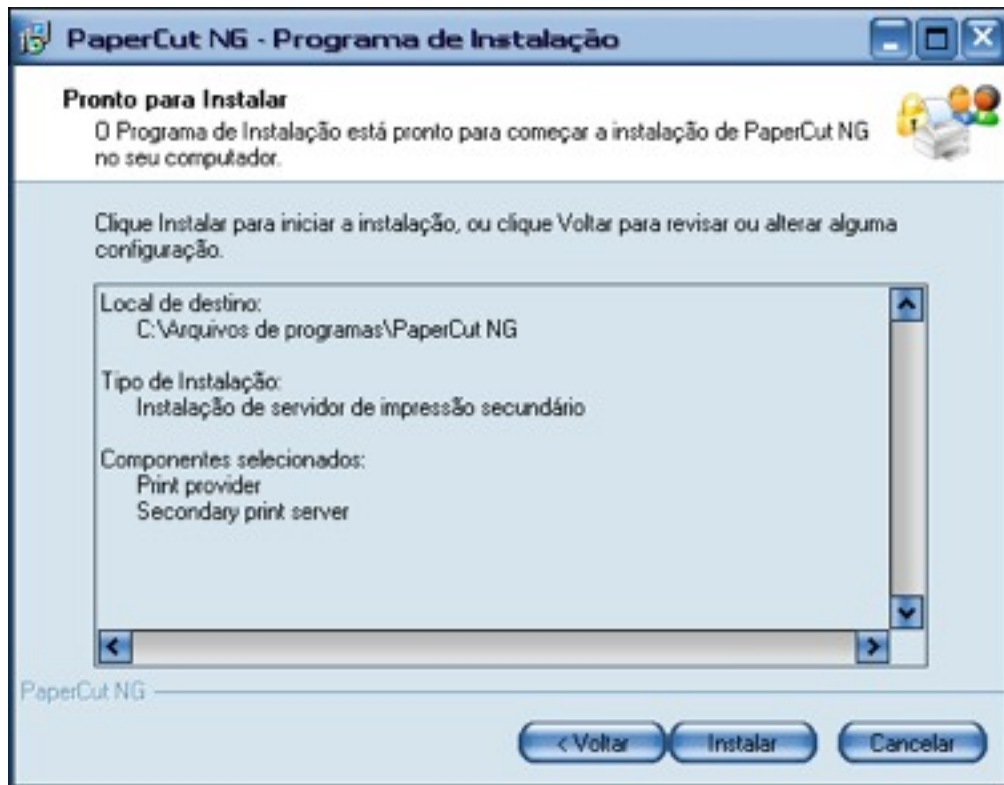 PaperCut NG - Programa de Instalação
Pronto para Instalar
O Programa de Instalação está pronto para começar a instalação de PaperCut NG
no seu computador.
Clique Instalar para iniciar a instalação, ou clique Voltar para revisar ou alterar alguma
configuração.
Local de destino:
C:\Arquivos de programas\PaperCut NG
Tipo de Instalação:
Instalação de servidor de impressão secundário
Componentes selecionados:
Print provider
Secondary print server
PaperCut NG
< Voltar
Instalar
Cancelar